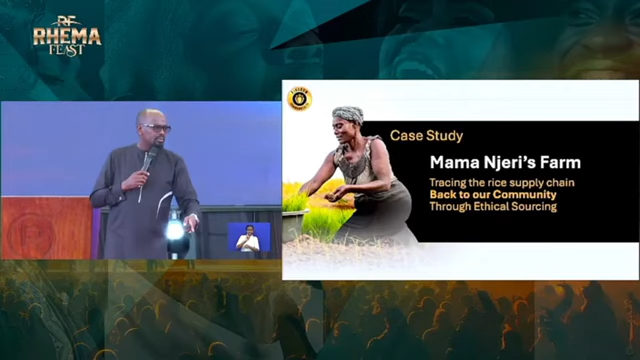 RF
RHEMA
FEAST
Case Study
Mama Njeri's Farm
Tracing the rice supply chain
Back to our Community
Through Ethical Sourcing